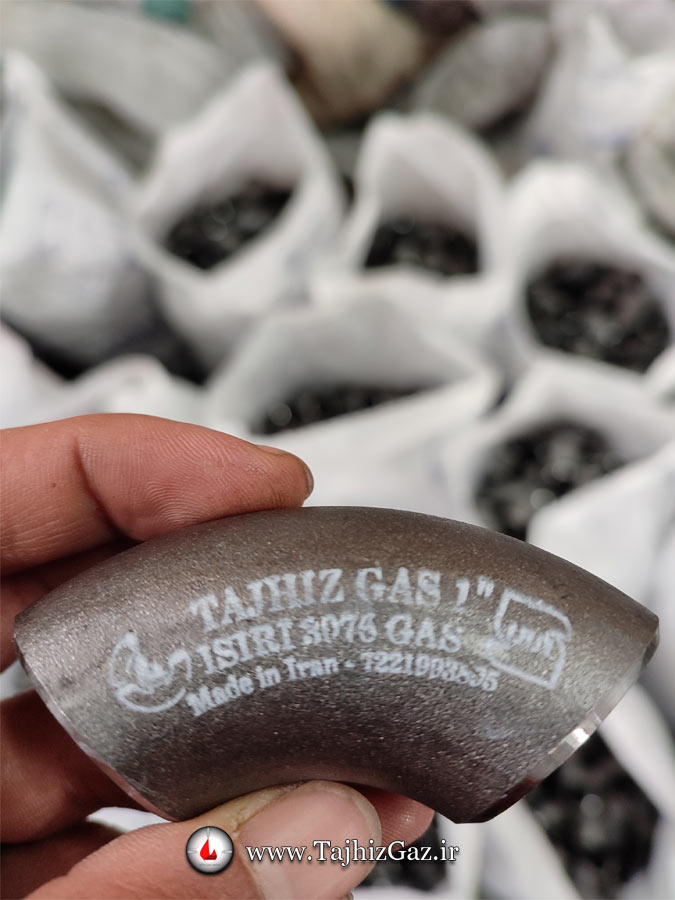 TAJHIZ GAS 1"
ISIRI 3076 GAS
Made in Iran -
www.TajhizGaz.ir